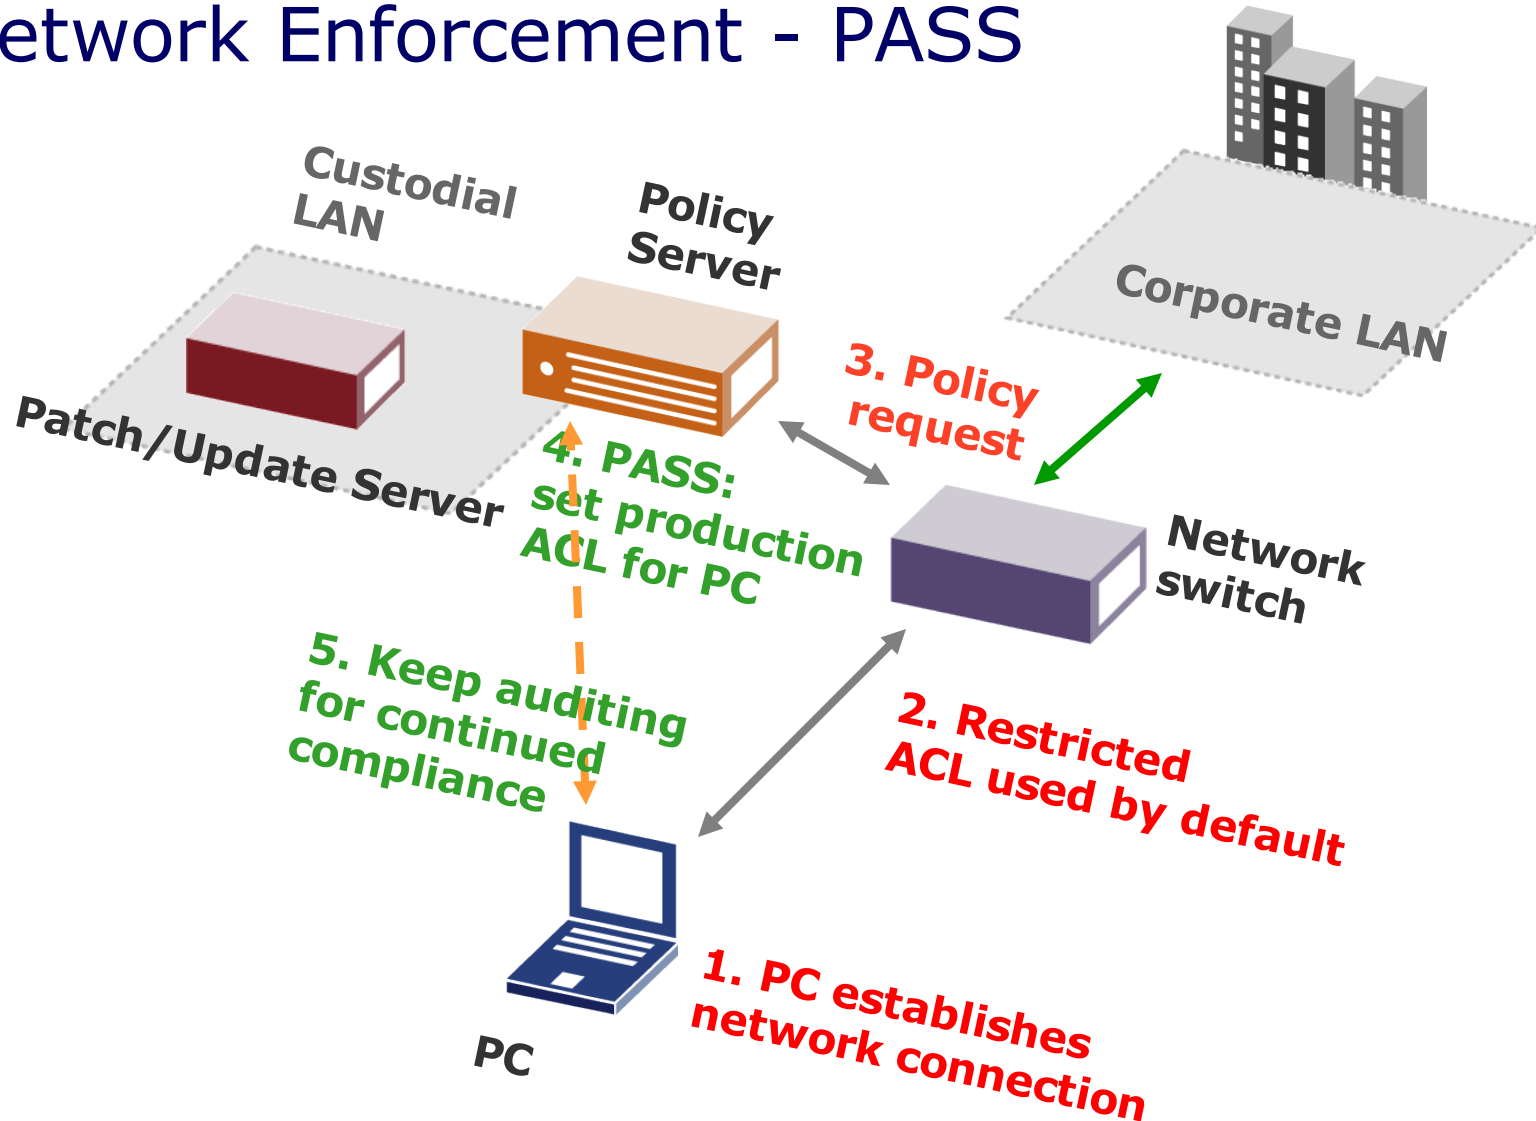 etwork Enforcement - PASS
Custodial
LAN
Policy
Server
Corporate LAN
3. Policy
request
Patch/Update Server
4. PASS:
set production
ACL for PC
Network
switch
5. Keep auditing
for continued
compliance
2. Restricted
ACL used by default
1. PC establishes
network connection
PC